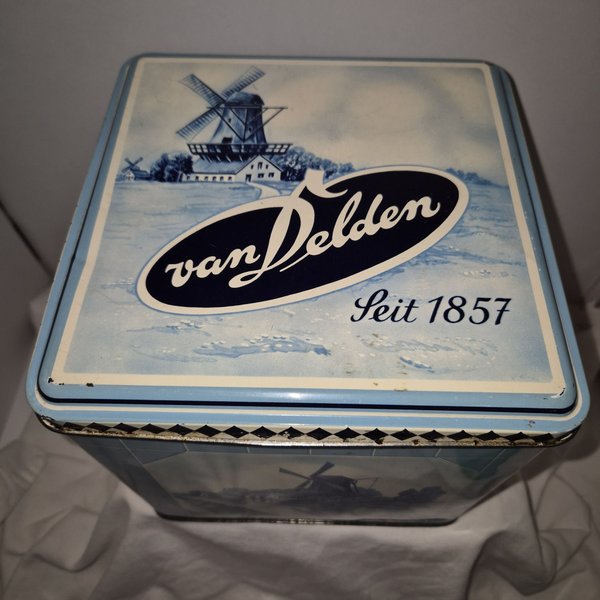 van Delden
Seit 1857